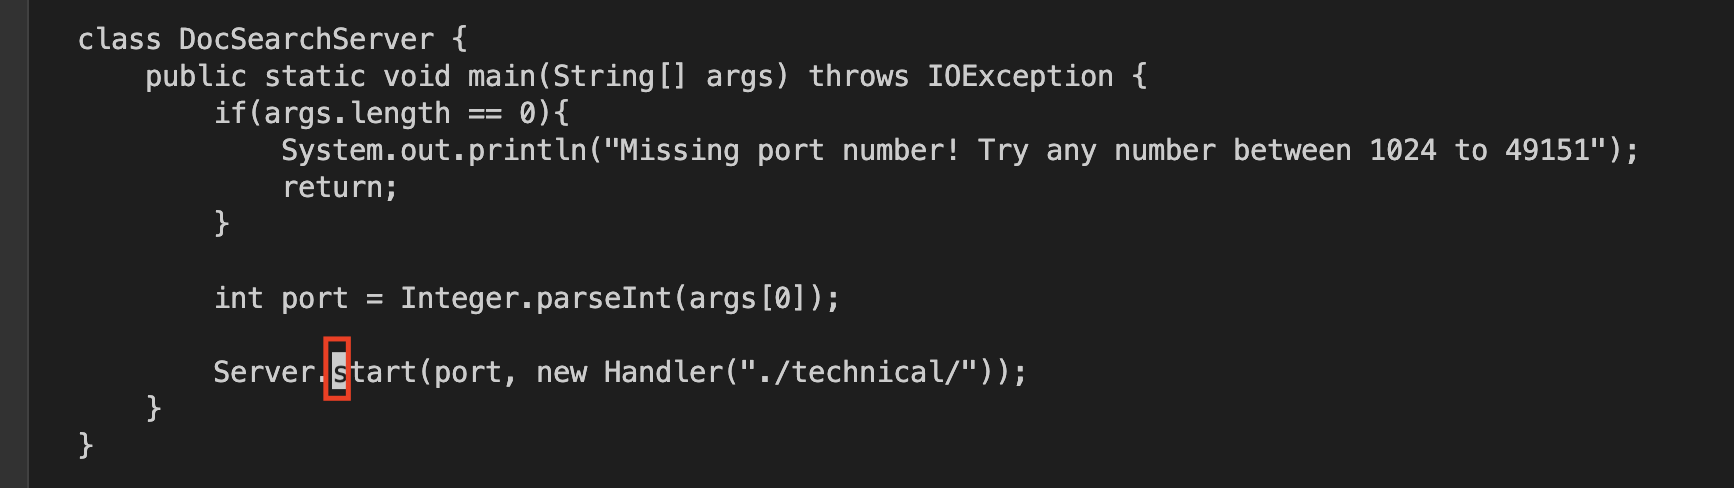 class DocSearchServer {
    public static void main(String[] args) throws IOException {
        if(args.length == 0){
            System.out.println("Missing port number! Try any number between 1024 to 49151");
            return;
        }

        int port = Integer.parseInt(args[0]);

        Server.start(port, new Handler("./technical/"));
    }
}